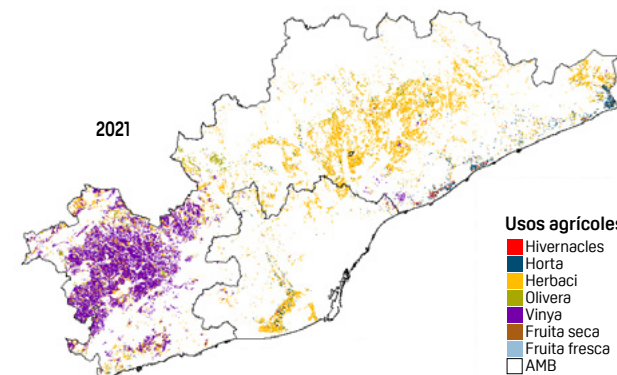 2021
Usos agrícoles
Hivernacles
Horta
Herbaci
Olivera
Vinya
Fruita seca
Fruita fresca
AMB